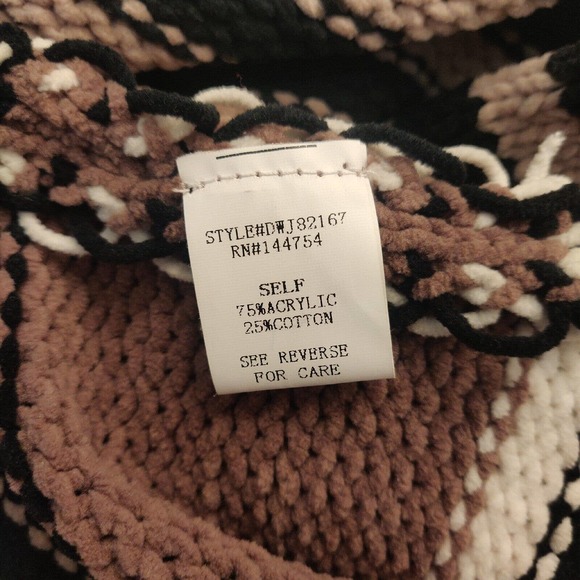 STYLE#DWJ82167
RN#144754
SELF
75%ACRYLIC
25%COTTON
SEE REVERSE
FOR CARE